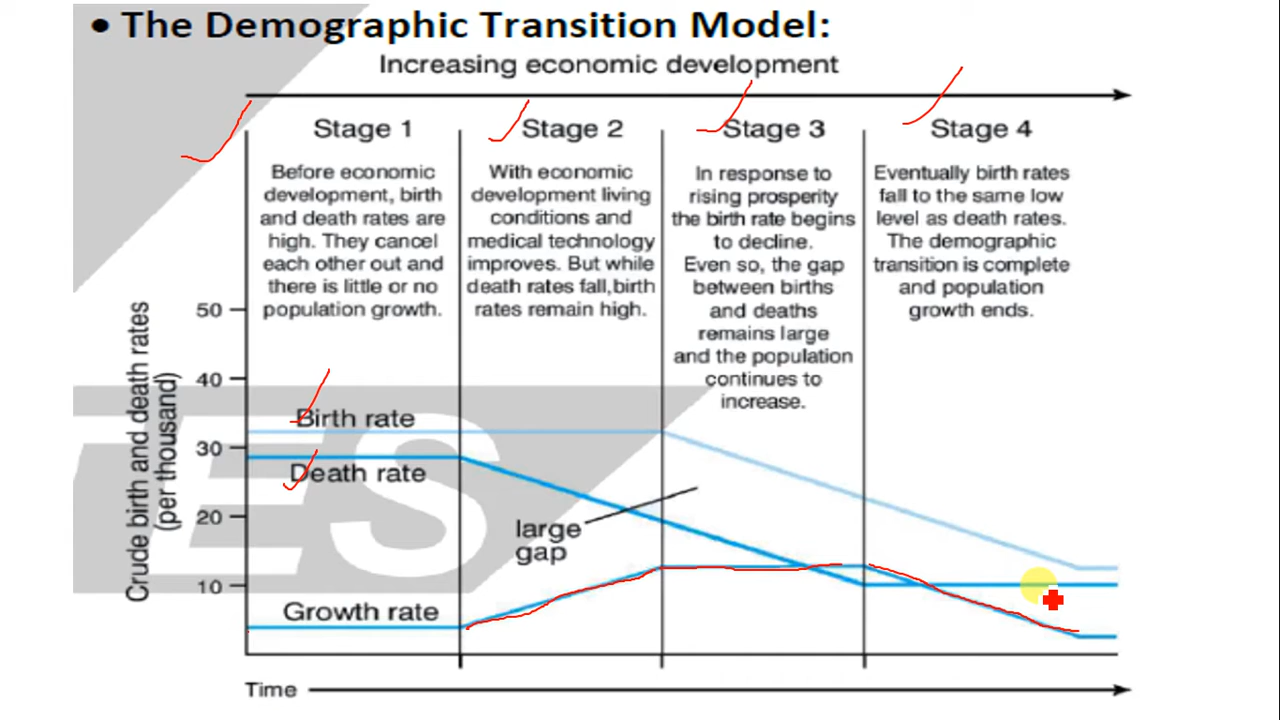 • The Demographic Transition Model:
Increasing economic development
Stage 1
Before economic
development, birth
and death rates are
high. They cancel
each other out and
there is little or no
population growth.
Stage 2
With economic
development living
conditions and
medical technology
improves. But while
death rates fall,birth
rates remain high.
Stage 3
In response to
rising prosperity
the birth rate begins
to decline.
Even so, the gap
between births
and deaths
remains large
and the population
continues to
increase.
Stage 4
Eventually birth rates
fall to the same low
level as death rates.
The demographic
transition is complete
and population
growth ends.
Crude birth and death rates
(per thousand)
50
40
30
20
10
Birth rate
Death rate
large
gap
Growth rate
Time
ES